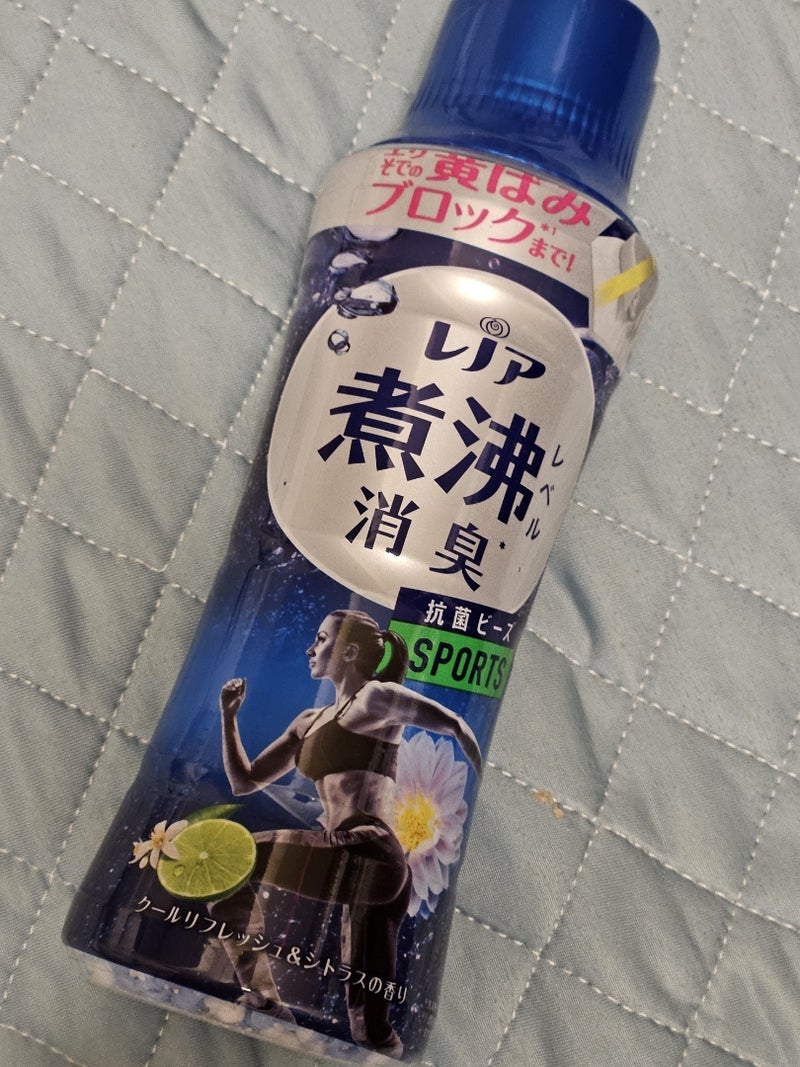 エリ
そでの 黄ばみ
ブロック*1
まで!
レノア
煮沸
レベル
消臭*
抗菌ビーズ
SPORTS
クールリフレッシュ&シトラスの香り